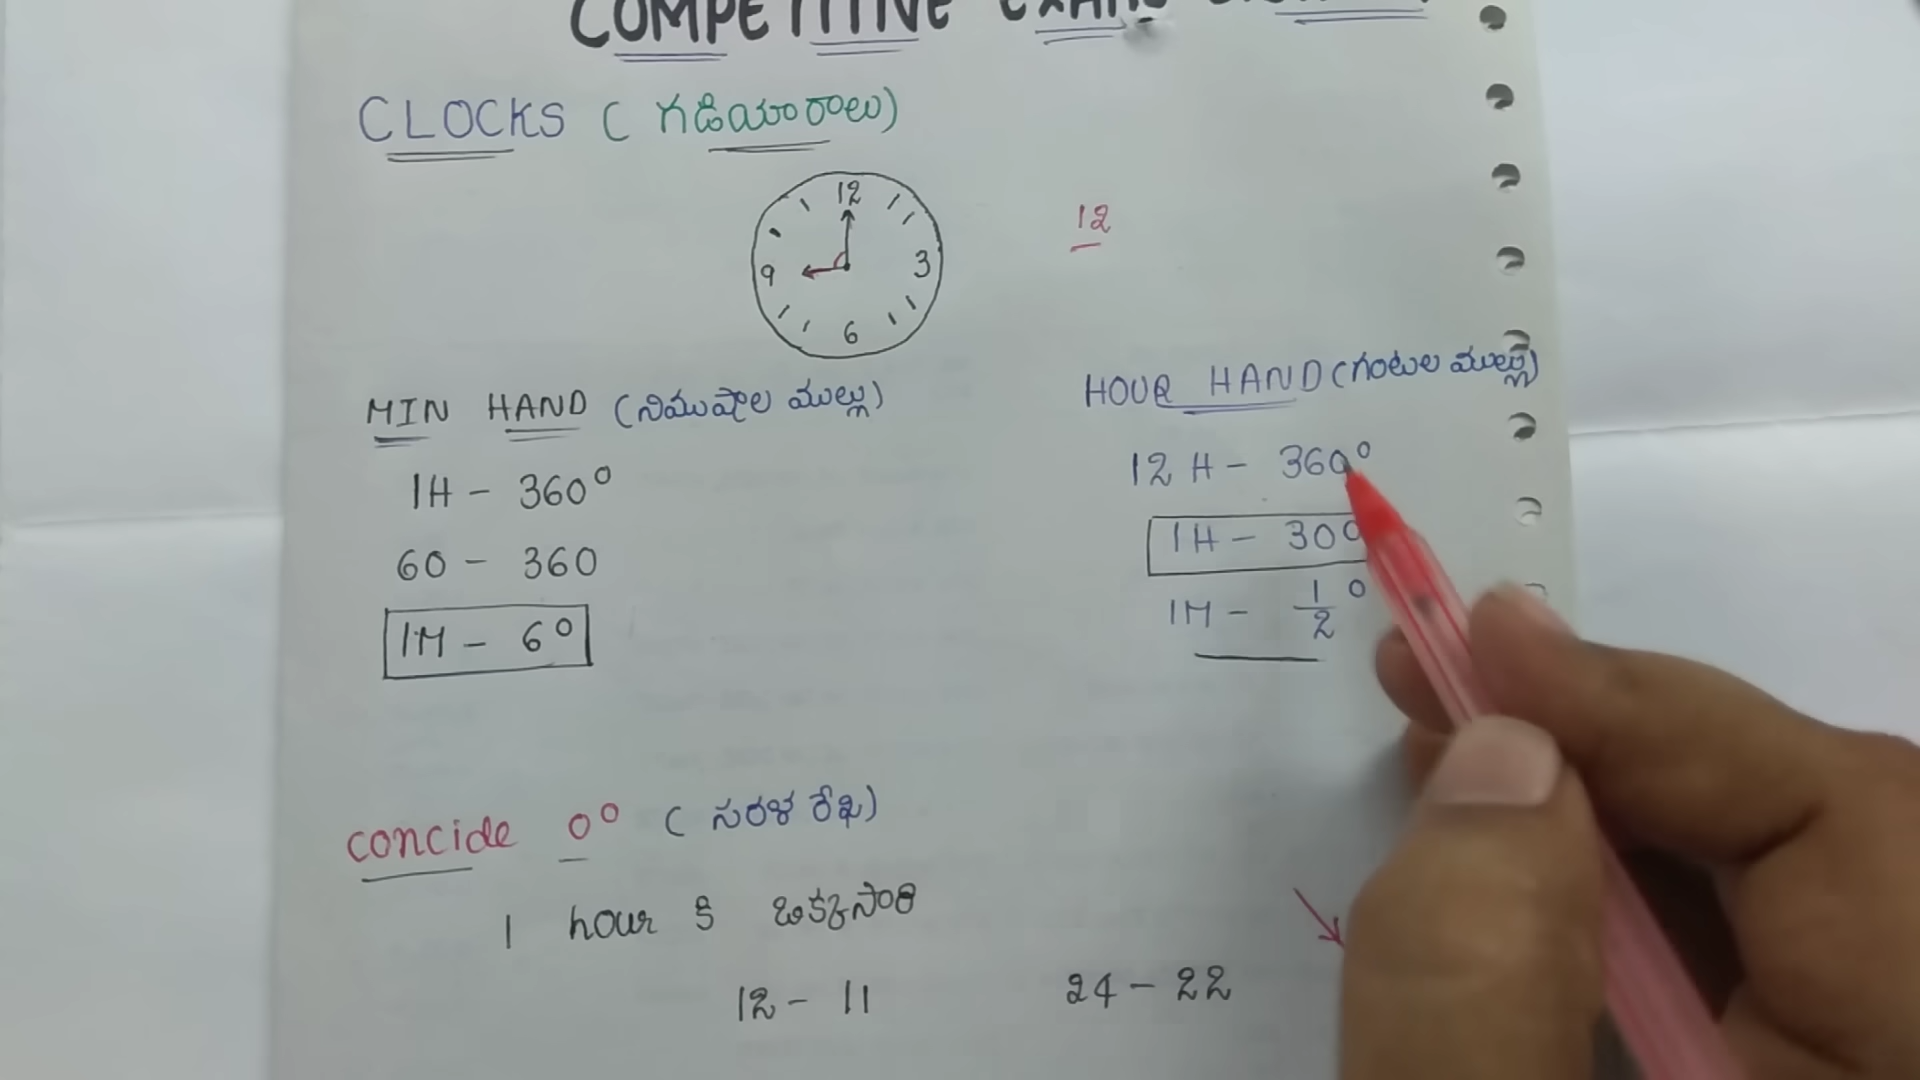 COMPETITIVE EXAMS
CLOCKS ( గడియారాలు)
12
9
3
6
12
MIN HAND (నిముషాల ముల్లు)
1H - 360°
60 - 360
1M - 6°
HOUR HAND (గంటల ముల్లు)
12 H - 360°
1H - 30°
1M - 1/2°
concide 0° ( సరళ రేఖ)
1 hour కి ఒక్కసారి
12 - 11
24 - 22